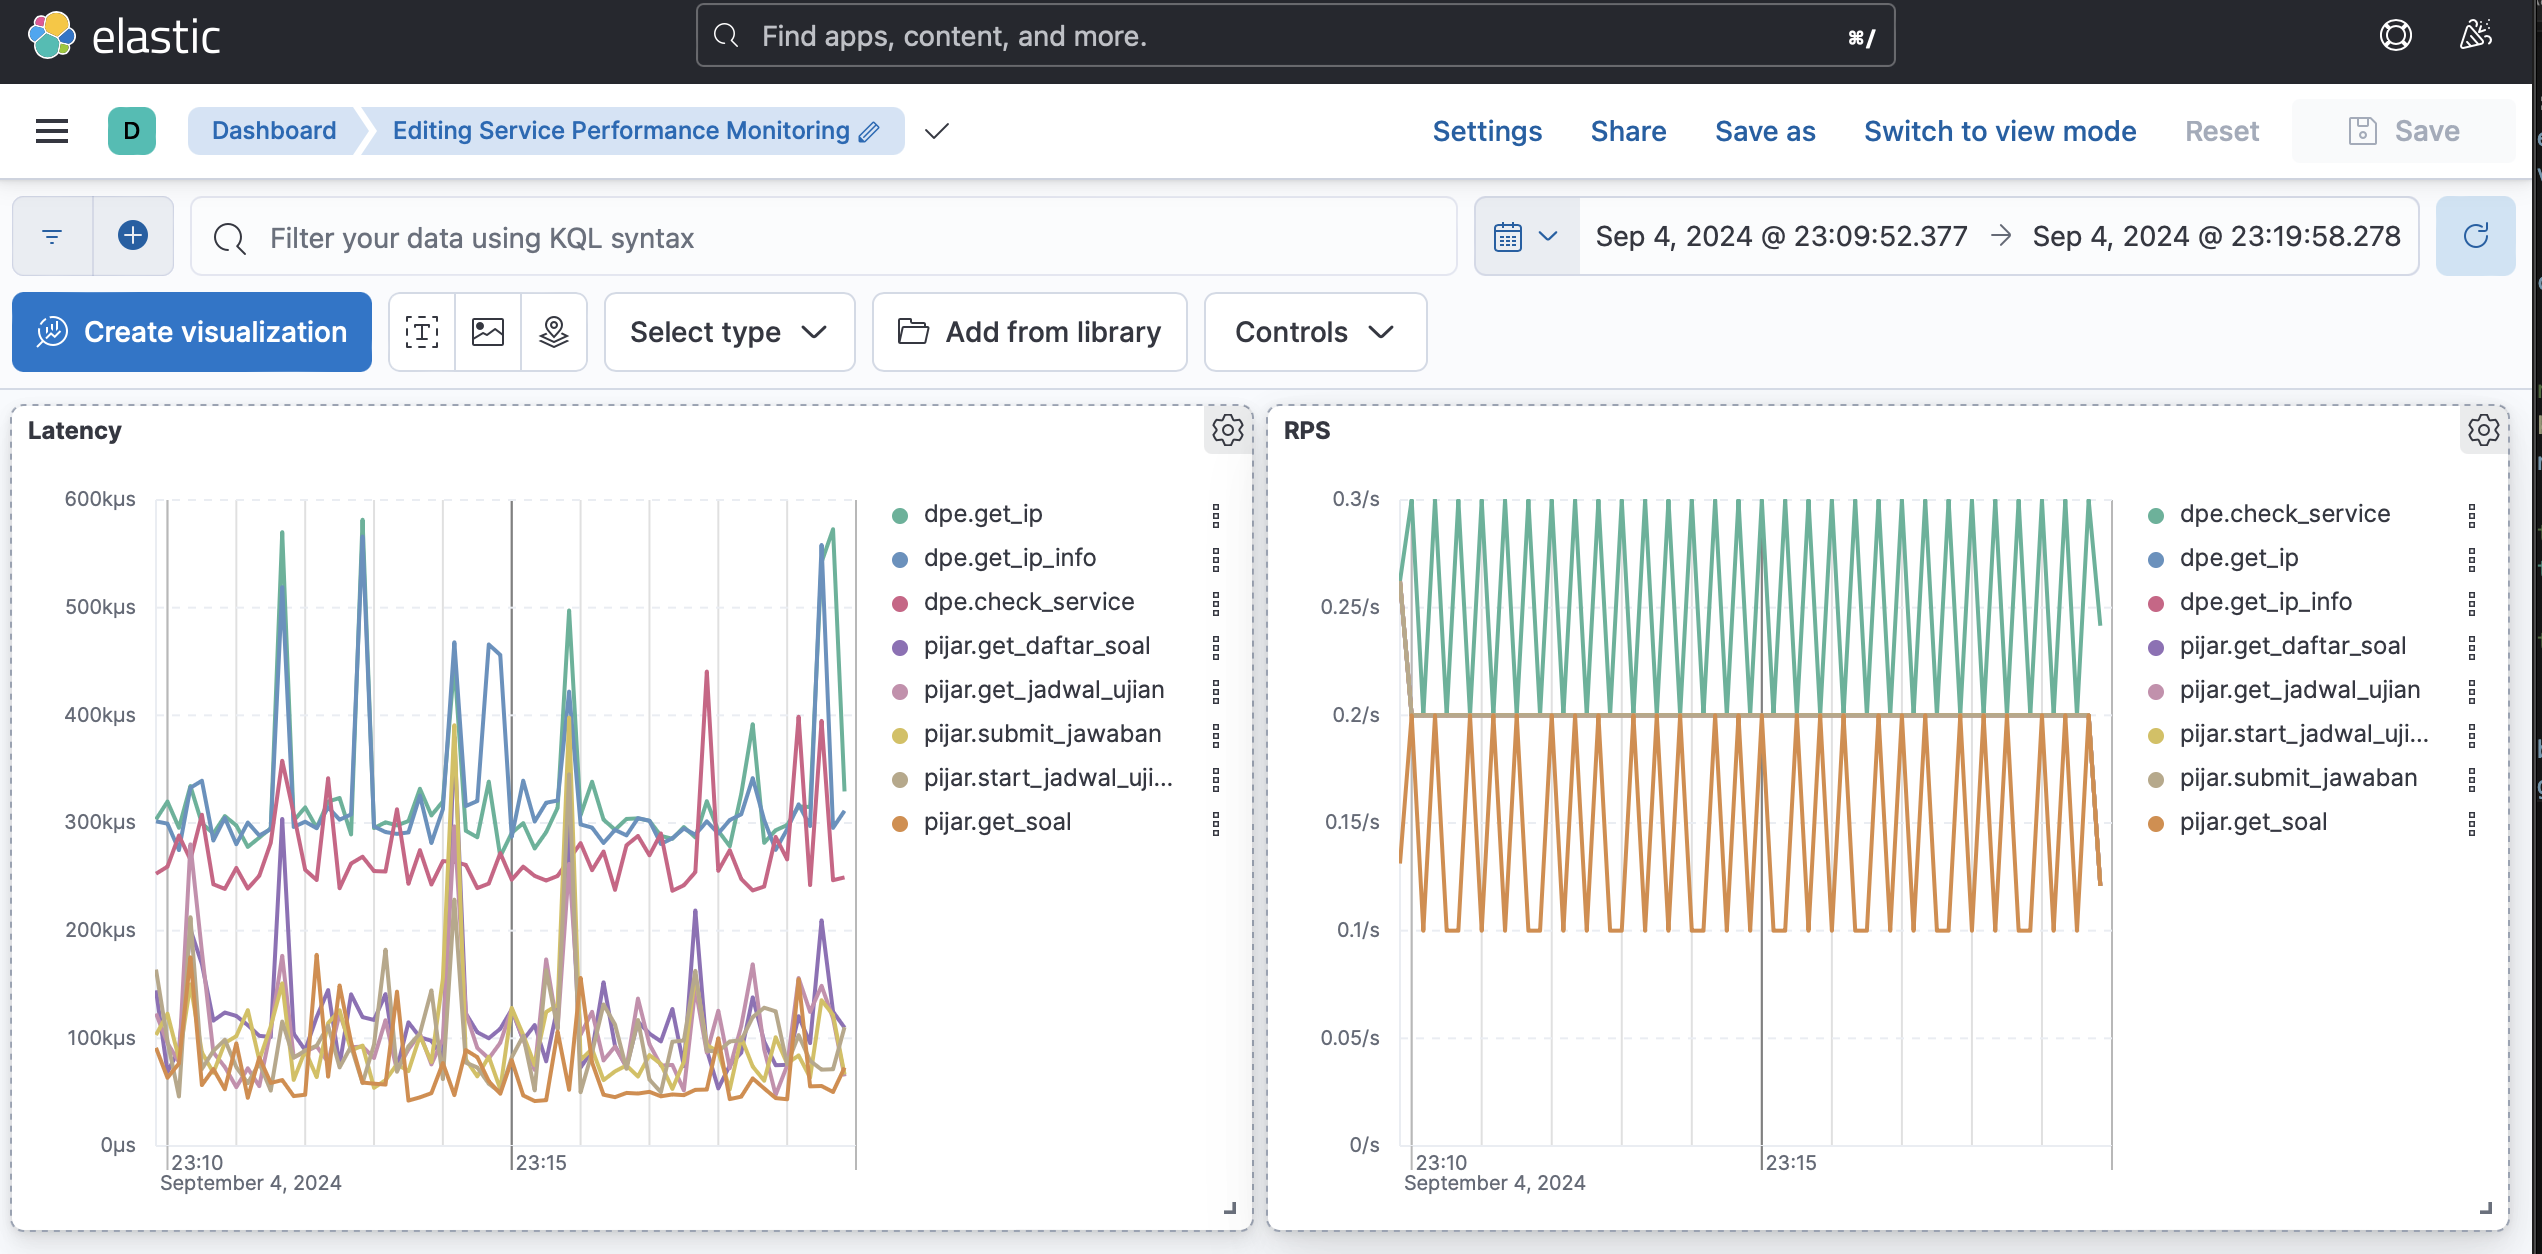 elastic
Find apps, content, and more.
⌘/
D
Dashboard
Editing Service Performance Monitoring
Settings
Share
Save as
Switch to view mode
Reset
Save
Filter your data using KQL syntax
Sep 4, 2024 @ 23:09:52.377 → Sep 4, 2024 @ 23:19:58.278
Create visualization
Select type
Add from library
Controls
Latency
600kµs
500kµs
400kµs
300kµs
200kµs
100kµs
0µs
23:10
23:15
September 4, 2024
dpe.get_ip
dpe.get_ip_info
dpe.check_service
pijar.get_daftar_soal
pijar.get_jadwal_ujian
pijar.submit_jawaban
pijar.start_jadwal_uji...
pijar.get_soal
RPS
0.3/s
0.25/s
0.2/s
0.15/s
0.1/s
0.05/s
0/s
23:10
23:15
September 4, 2024
dpe.check_service
dpe.get_ip
dpe.get_ip_info
pijar.get_daftar_soal
pijar.get_jadwal_ujian
pijar.start_jadwal_uji...
pijar.submit_jawaban
pijar.get_soal